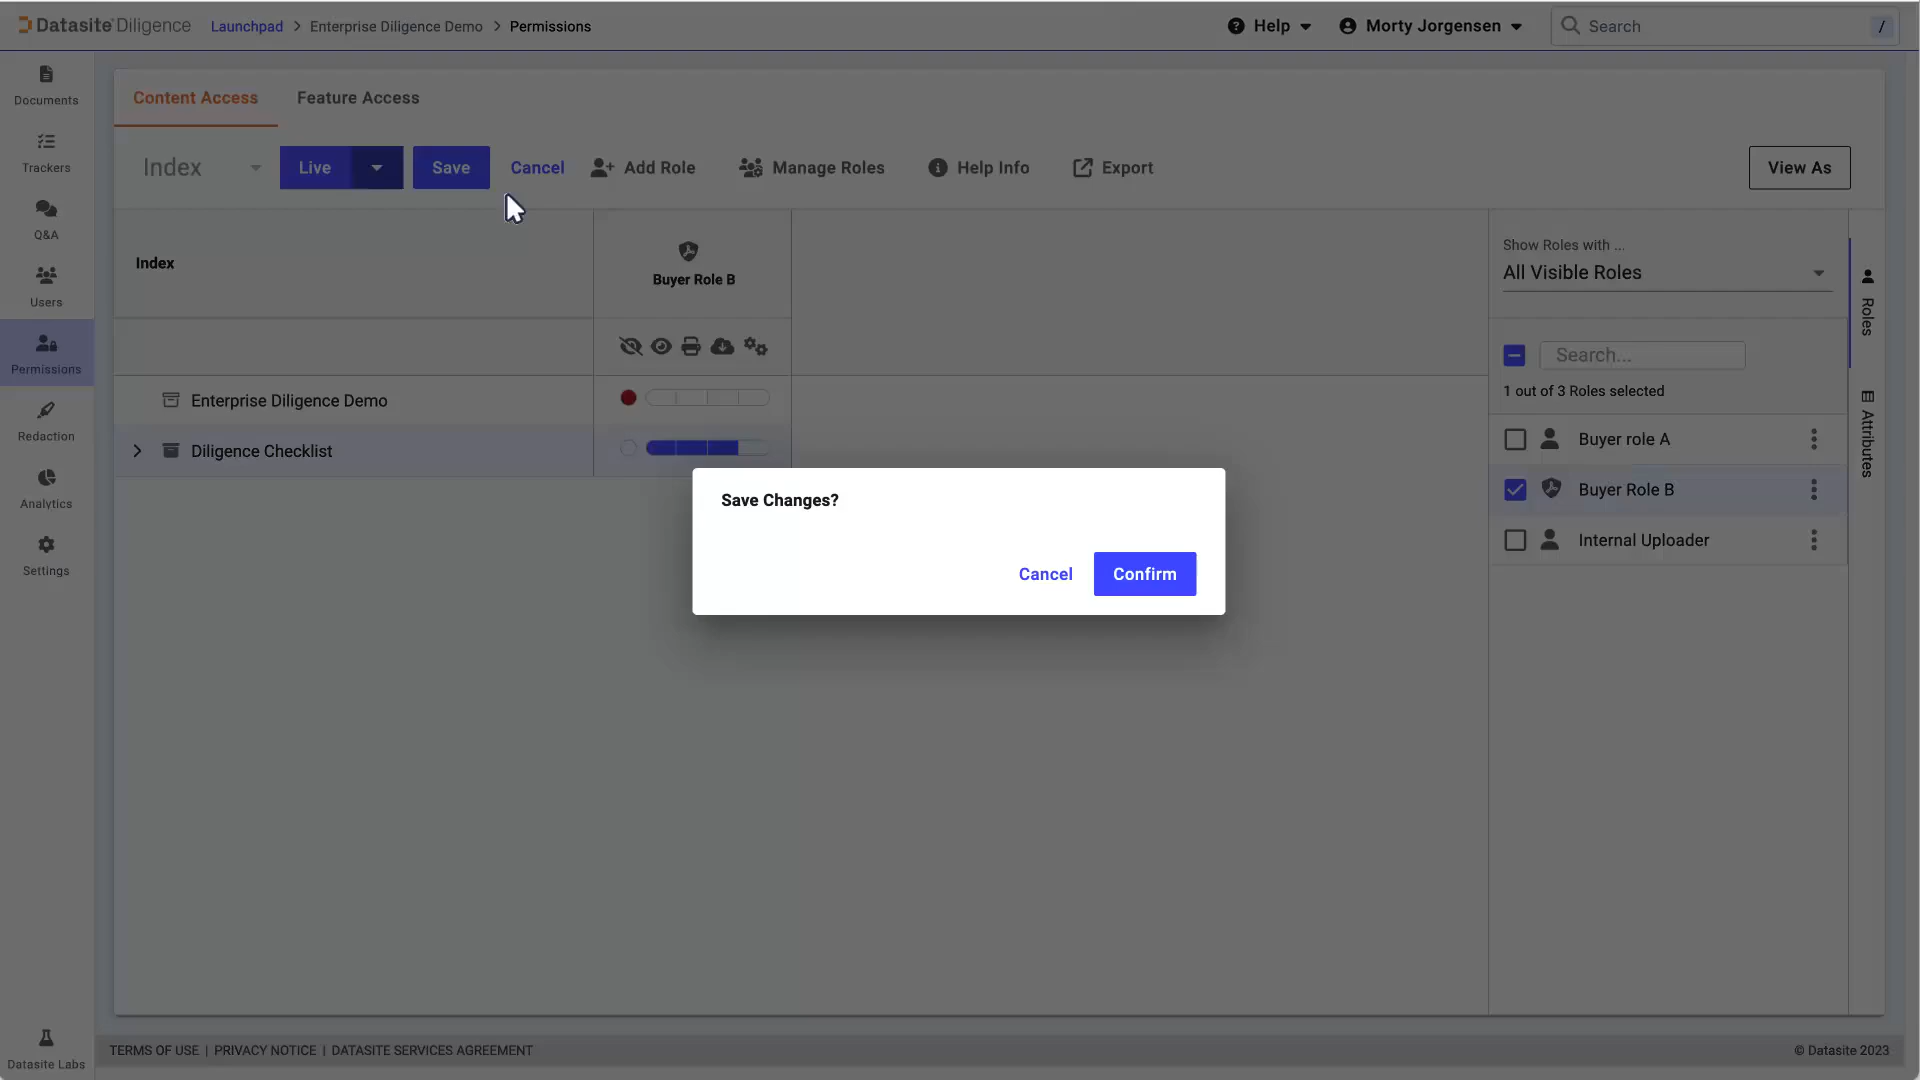 Datasite Diligence
Launchpad > Enterprise Diligence Demo > Permissions
Help
Morty Jorgensen
Search
/
Documents
Trackers
Q&A
Users
Permissions
Redaction
Analytics
Settings
Datasite Labs
Content Access
Feature Access
Index
Live
Save
Cancel
Add Role
Manage Roles
Help Info
Export
View As
Index
Buyer Role B
Enterprise Diligence Demo
Diligence Checklist
Save Changes?
Cancel
Confirm
Show Roles with ...
All Visible Roles
Search...
1 out of 3 Roles selected
Buyer role A
Buyer Role B
Internal Uploader
Roles
Attributes
TERMS OF USE | PRIVACY NOTICE | DATASITE SERVICES AGREEMENT
© Datasite 2023